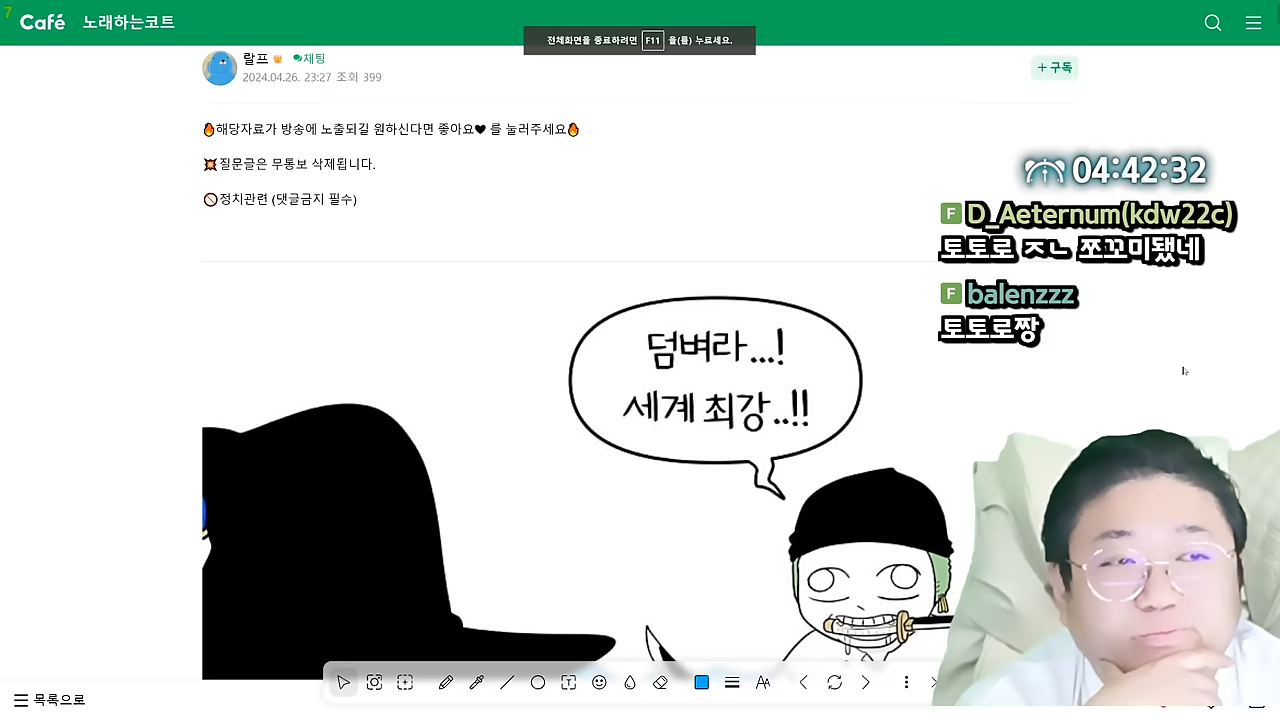 7
Café 노래하는코트
전체화면을 종료하려면 F11 을(를) 누르세요.
랄프 채팅
2024.04.26. 23:27 조회 399
+ 구독
🔥해당자료가 방송에 노출되길 원하신다면 좋아요♥ 를 눌러주세요🔥
💥질문글은 무통보 삭제됩니다.
🚫정치관련 (댓글금지 필수)
04:42:32
F D_Aeternum(kdw22c)
토토로 ㅈㄴ 쪼꼬미됐네
F balenzzz
토토로짱
덤벼라...!
세계 최강..!!
목록으로